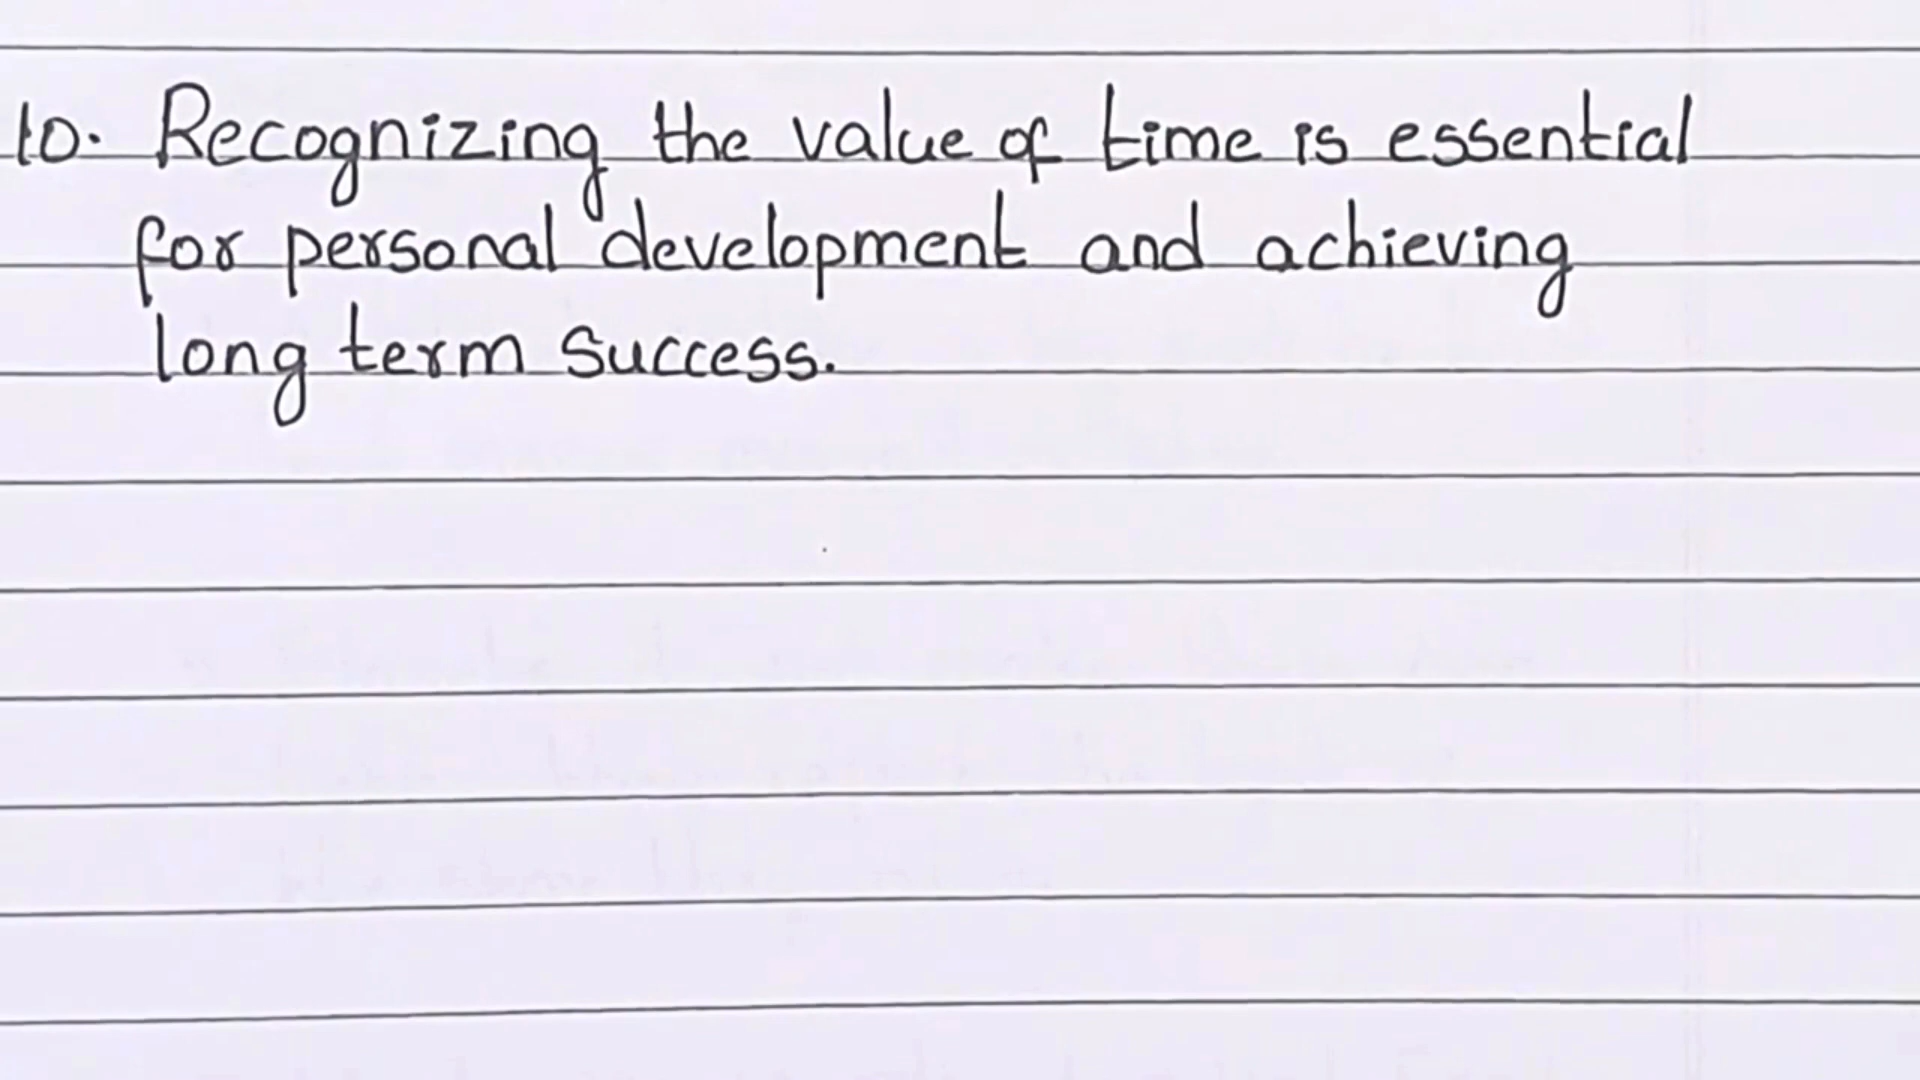 10. Recognizing the value of time is essential
for personal development and achieving
long term success.